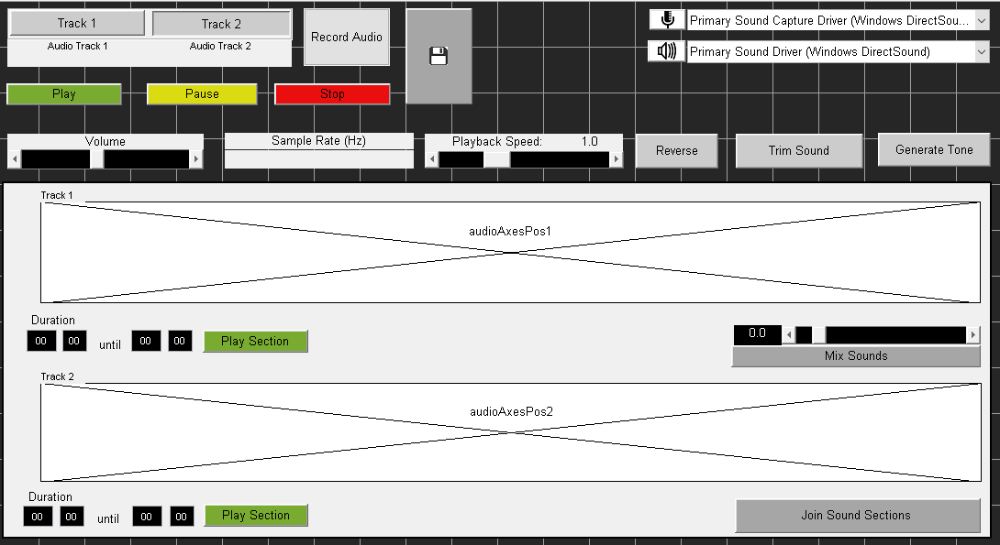 Track 1
Track 2
Audio Track 1
Audio Track 2
Record Audio
Primary Sound Capture Driver (Windows DirectSou...
Primary Sound Driver (Windows DirectSound)
Play
Pause
Stop
Volume
Sample Rate (Hz)
Playback Speed: 1.0
Reverse
Trim Sound
Generate Tone
Track 1
audioAxesPos1
Duration
00 00 until 00 00
Play Section
0.0
Mix Sounds
Track 2
audioAxesPos2
Duration
00 00 until 00 00
Play Section
Join Sound Sections